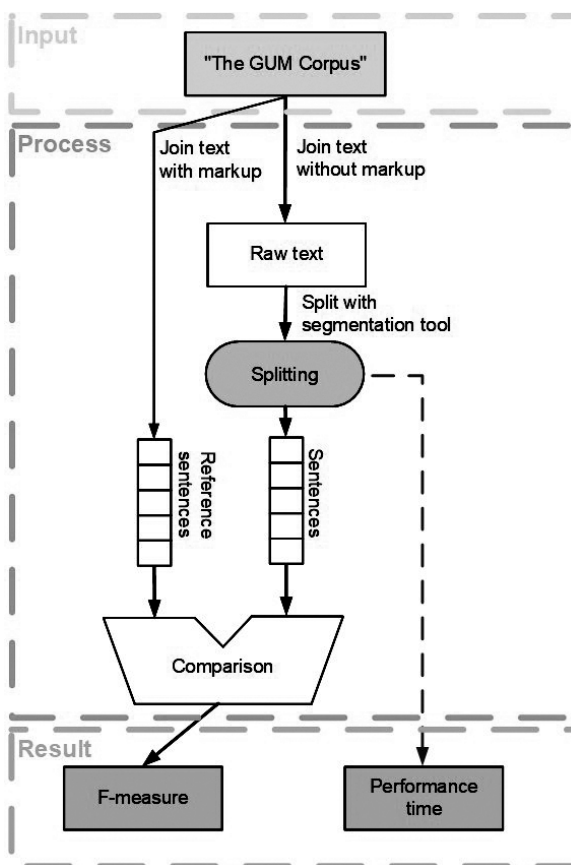 Input
"The GUM Corpus"
Process
Join text
with markup
Join text
without markup
Raw text
Split with
segmentation tool
Splitting
Reference
sentences
Sentences
Comparison
Result
F-measure
Performance
time